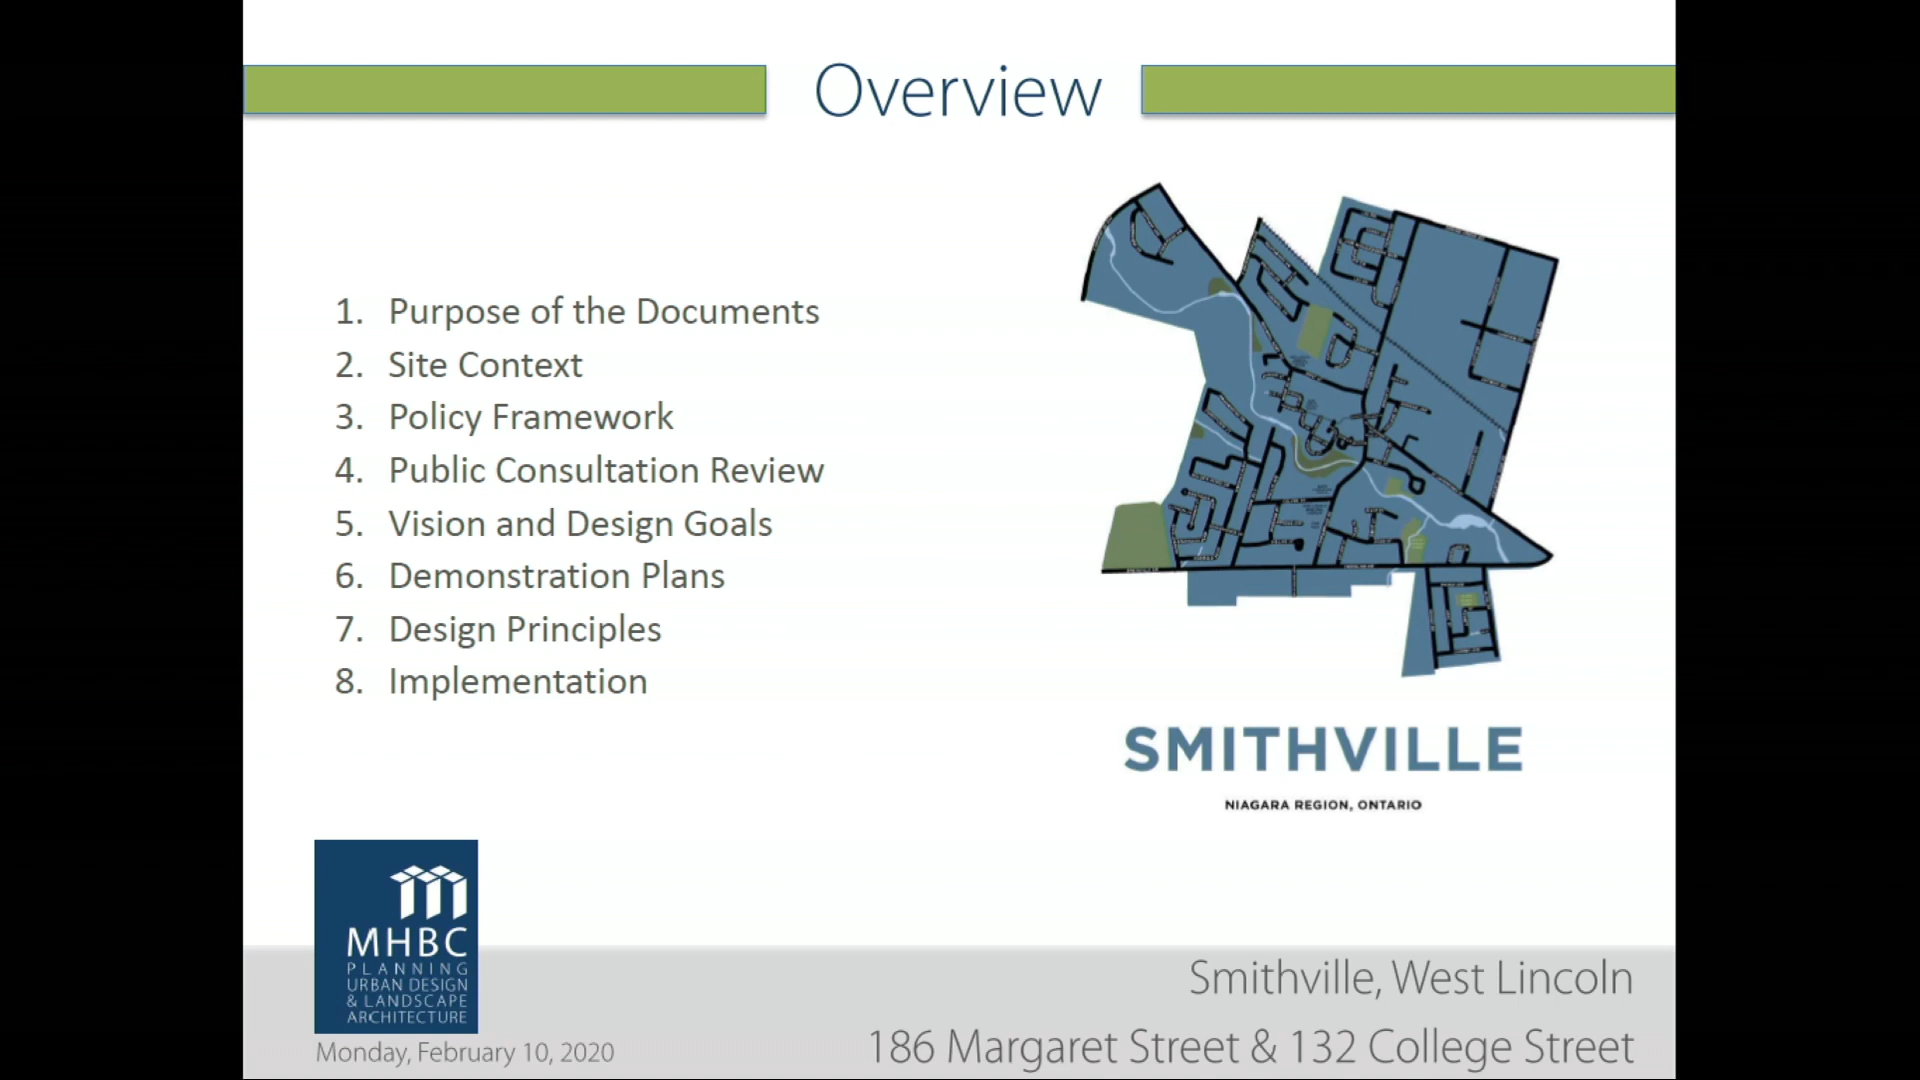 Overview
1. Purpose of the Documents
2. Site Context
3. Policy Framework
4. Public Consultation Review
5. Vision and Design Goals
6. Demonstration Plans
7. Design Principles
8. Implementation
SMITHVILLE
NIAGARA REGION, ONTARIO
MHBC
PLANNING
URBAN DESIGN
& LANDSCAPE
ARCHITECTURE
Monday, February 10, 2020
Smithville, West Lincoln
186 Margaret Street & 132 College Street